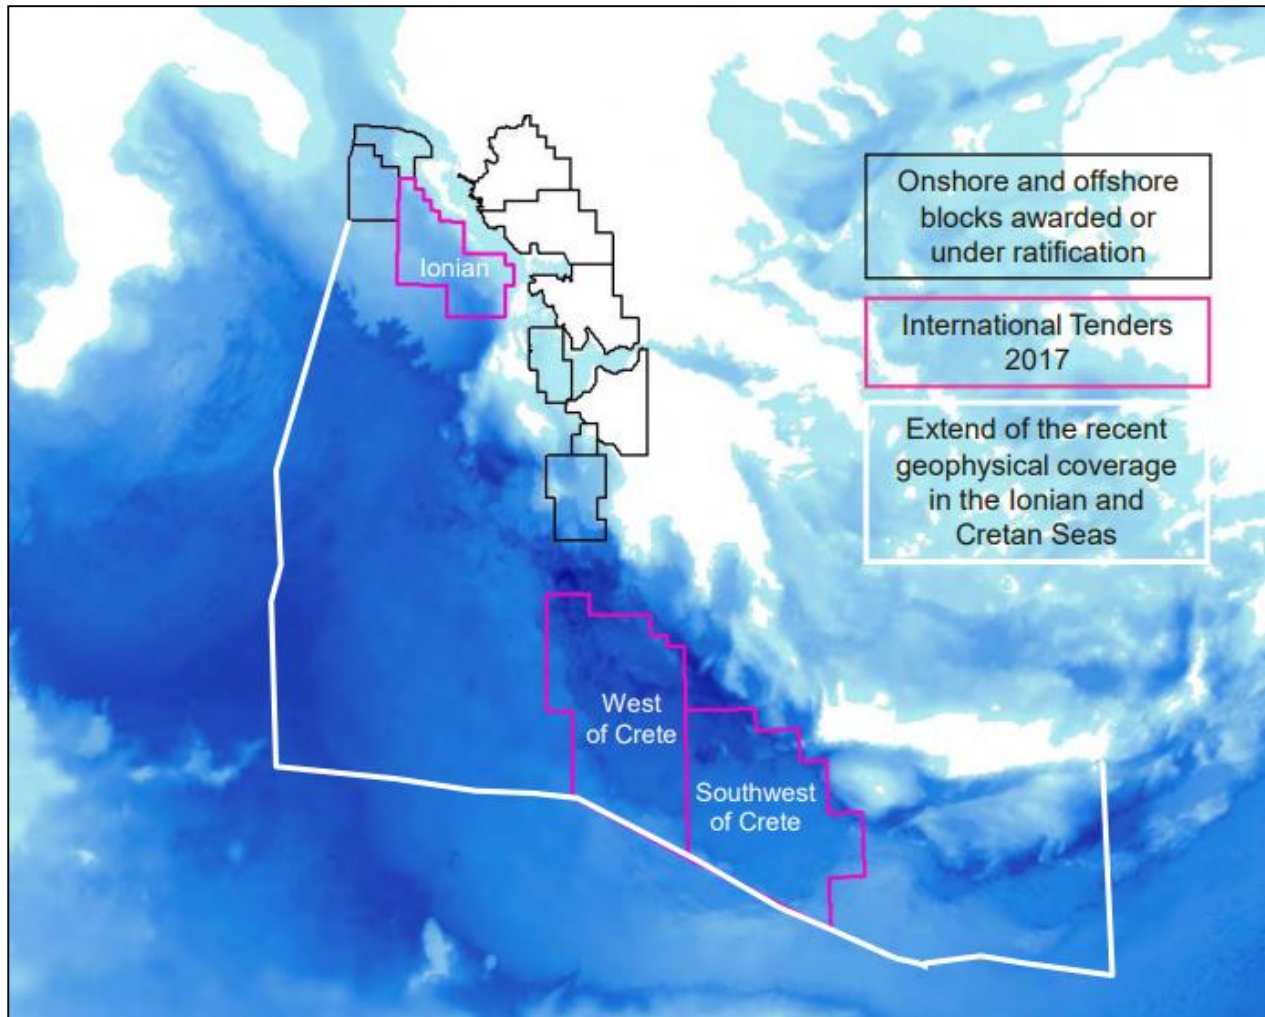 Onshore and offshore
blocks awarded or
under ratification
Ionian
International Tenders
2017
Extend of the recent
geophysical coverage
in the Ionian and
Cretan Seas
West
of Crete
Southwest
of Crete